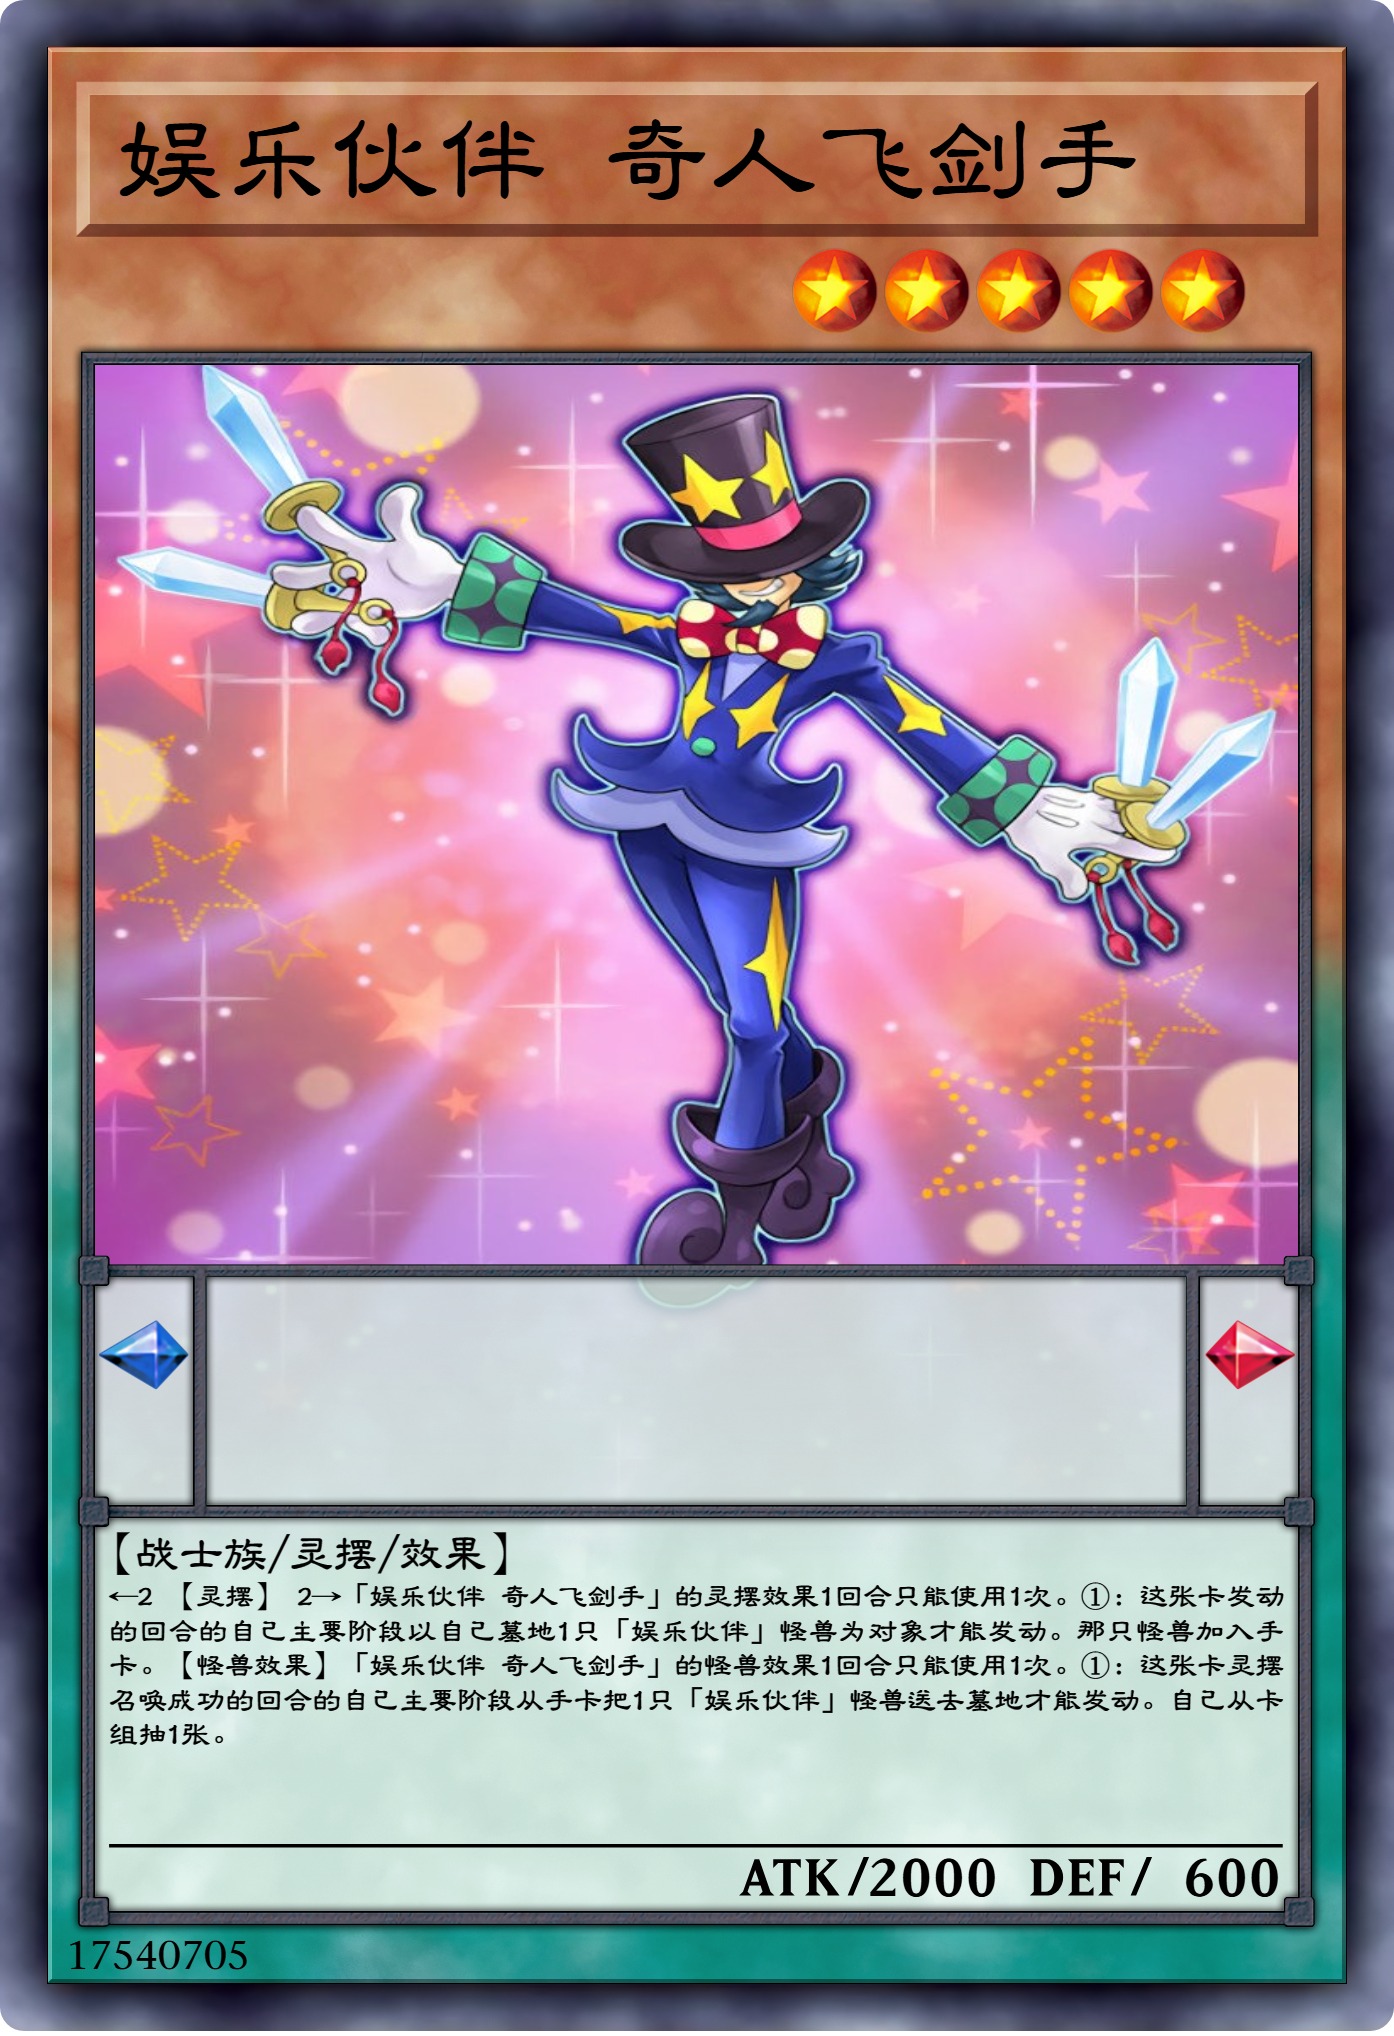 娱乐伙伴 奇人飞剑手
【战士族/灵摆/效果】
←2 【灵摆】 2→「娱乐伙伴 奇人飞剑手」的灵摆效果1回合只能使用1次。①：这张卡发动
的回合的自己主要阶段以自己墓地1只「娱乐伙伴」怪兽为对象才能发动。那只怪兽加入手
卡。【怪兽效果】「娱乐伙伴 奇人飞剑手」的怪兽效果1回合只能使用1次。①：这张卡灵摆
召唤成功的回合的自己主要阶段从手卡把1只「娱乐伙伴」怪兽送去墓地才能发动。自己从卡
组抽1张。
ATK/2000 DEF/ 600
17540705